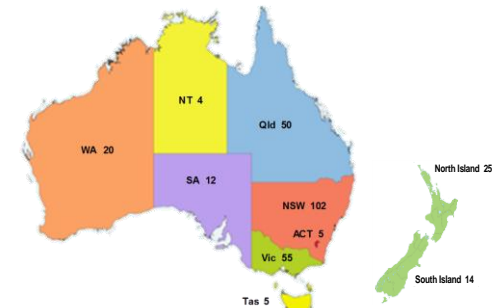 NT 4
Qld 50
WA 20
North Island 25
SA 12
NSW 102
ACT 5
Vic 55
South Island 14
Tas 5